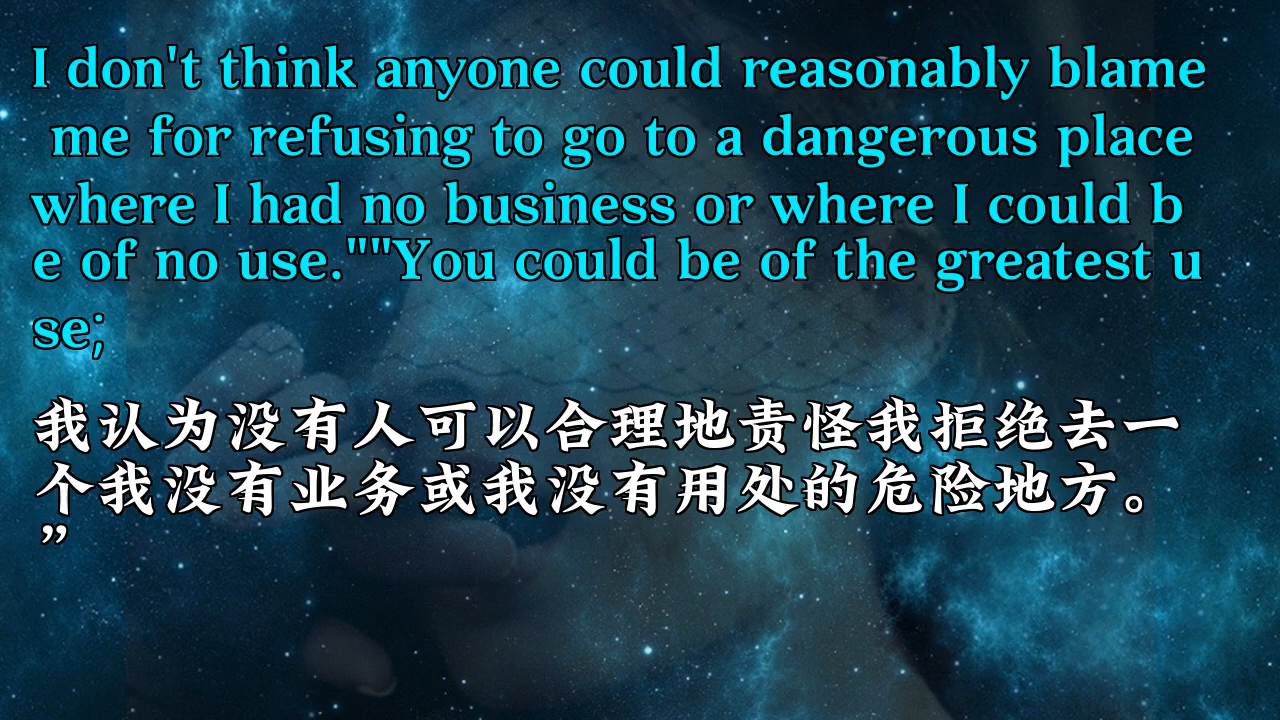 I don't think anyone could reasonably blame
me for refusing to go to a dangerous place
where I had no business or where I could b
e of no use.""You could be of the greatest u
se;
我认为没有人可以合理地责怪我拒绝去一
个我没有业务或我没有用处的危险地方。
”